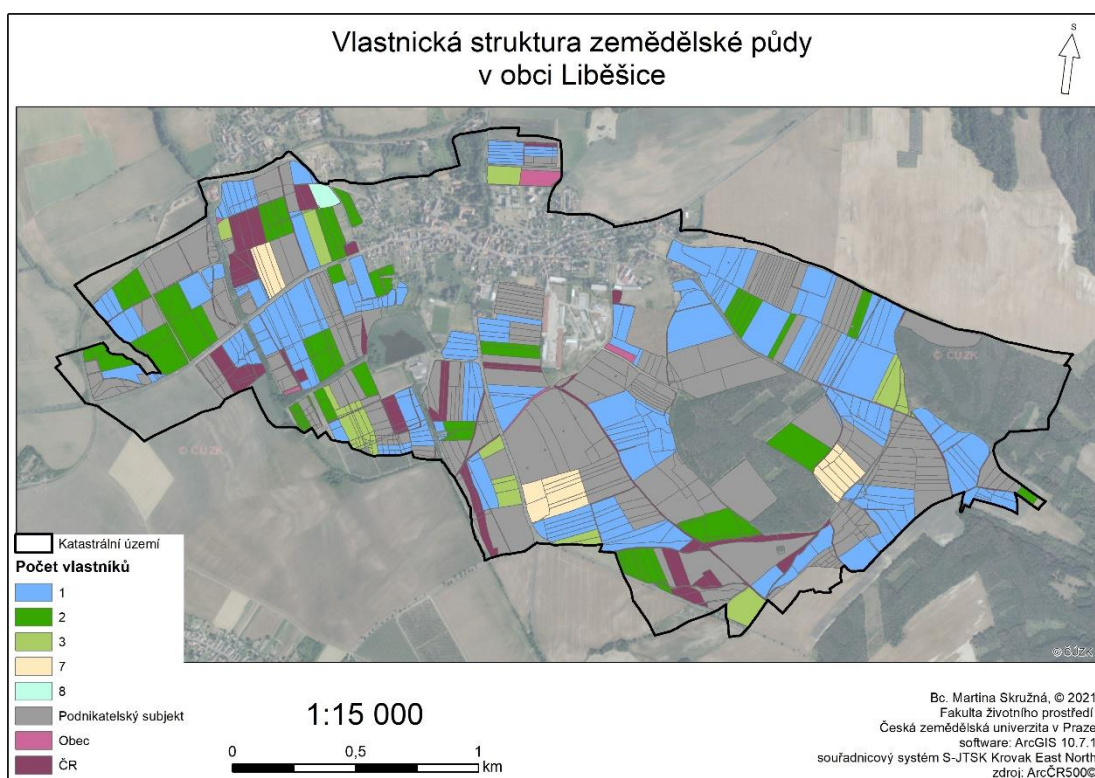 Vlastnická struktura zemědělské půdy
v obci Liběšice
S
© ČÚZK
© ČÚZK
© ČÚZK
Katastrální území
Počet vlastníků
1
2
3
7
8
Podnikatelský subjekt
Obec
ČR
1:15 000
0 0,5 1
km
Bc. Martina Skružná, © 2021
Fakulta životního prostředí
Česká zemědělská univerzita v Praze
software: ArcGIS 10.7.1
souřadnicový systém S-JTSK Krovak East North
zdroj: ArcČR500©